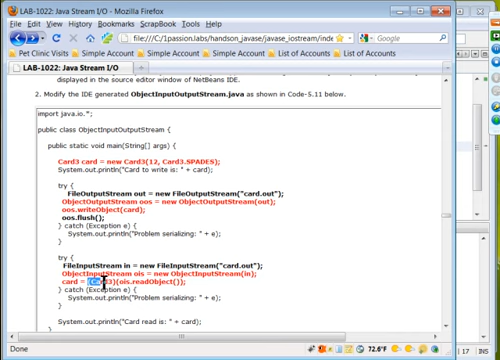 LAB-1022: Java Stream I/O
File Edit View History Bookmarks ScrapBook Tools Help
file:///C:/1passion.labs/handson_javase/javase_iostream/index
Pet Clinic Visits Simple Account Simple Account List of Accounts List of Accounts
LAB-1022: Java Stream I/O
displayed in the source editor window of NetBeans IDE.
2. Modify the IDE generated ObjectInputOutputStream.java as shown in Code-5.11 below.
import java.io.*;
public class ObjectInputOutputStream {
public static void main(String[] args) {
Card3 card = new Card3(12, Card3.SPADES);
System.out.println("Card to write is: " + card);
try {
FileOutputStream out = new FileOutputStream("card.out");
ObjectOutputStream oos = new ObjectOutputStream(out);
oos.writeObject(card);
oos.flush();
} catch (Exception e) {
System.out.println("Problem serializing: " + e);
}
try {
FileInputStream in = new FileInputStream("card.out");
ObjectInputStream ois = new ObjectInputStream(in);
card = (Card3)(ois.readObject());
} catch (Exception e) {
System.out.println("Problem serializing: " + e);
}
System.out.println("Card read is: " + card);
Done
72.6°F
17
INS